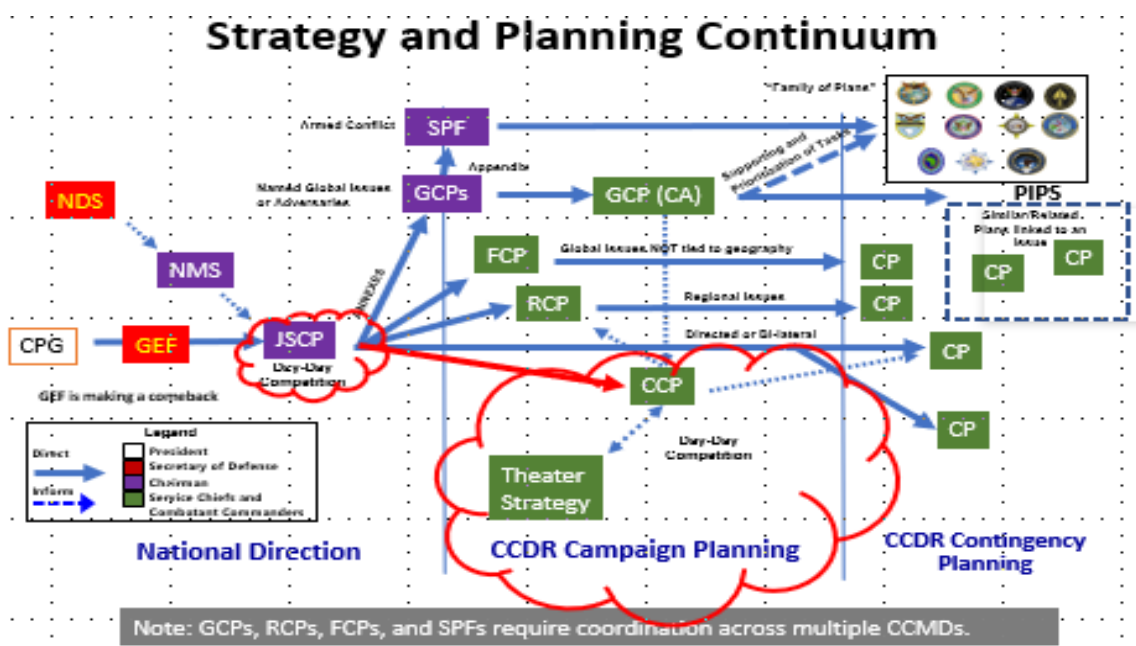 Strategy and Planning Continuum
"Family of Plans"
Armed Conflict
SPF
Appendix
Supporting and
Prioritization of Tasks
Named Global Issues
or Adversaries
GCPs
GCP (CA)
PIPS
NDS
Similar/Related
Plans linked to an
Issue
NMS
FCP
Global Issues NOT tied to geography
CP
CP
CP
ANNEXES
RCP
Regional Issues
CP
CPG
GEF
JSCP
Directed or Bi-lateral
CP
Day-Day
Competition
CCP
GEF is making a comeback
CP
Legend
Direct
Inform
President
Secretary of Defense
Chairman
Service Chiefs and
Combatant Commanders
Day-Day
Competition
Theater
Strategy
National Direction
CCDR Campaign Planning
CCDR Contingency
Planning
Note: GCPs, RCPs, FCPs, and SPFs require coordination across multiple CCMDs.